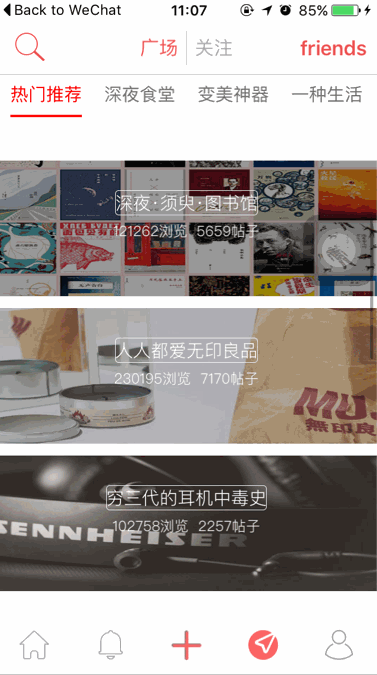 Back to WeChat 11:07 85%
广场 关注 friends
热门推荐 深夜食堂 变美神器 一种生活
深夜·须臾·图书馆
121262浏览 5659帖子
人人都爱无印良品
230195浏览 7170帖子
MUJ
無印良
穷三代的耳机中毒史
102758浏览 2257帖子
SENNHEISER